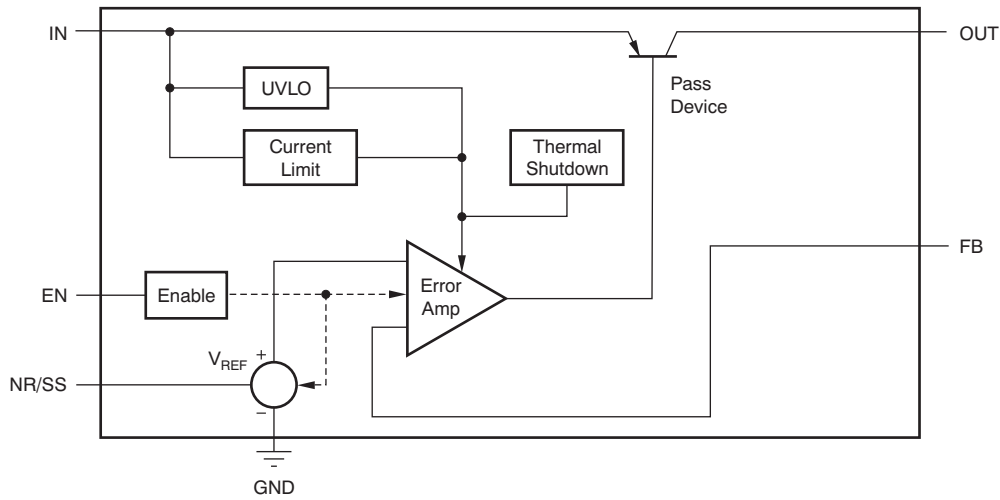 IN
OUT
UVLO
Pass
Device
Current
Limit
Thermal
Shutdown
FB
EN
Enable
Error
Amp
V_REF
+
NR/SS
−
GND